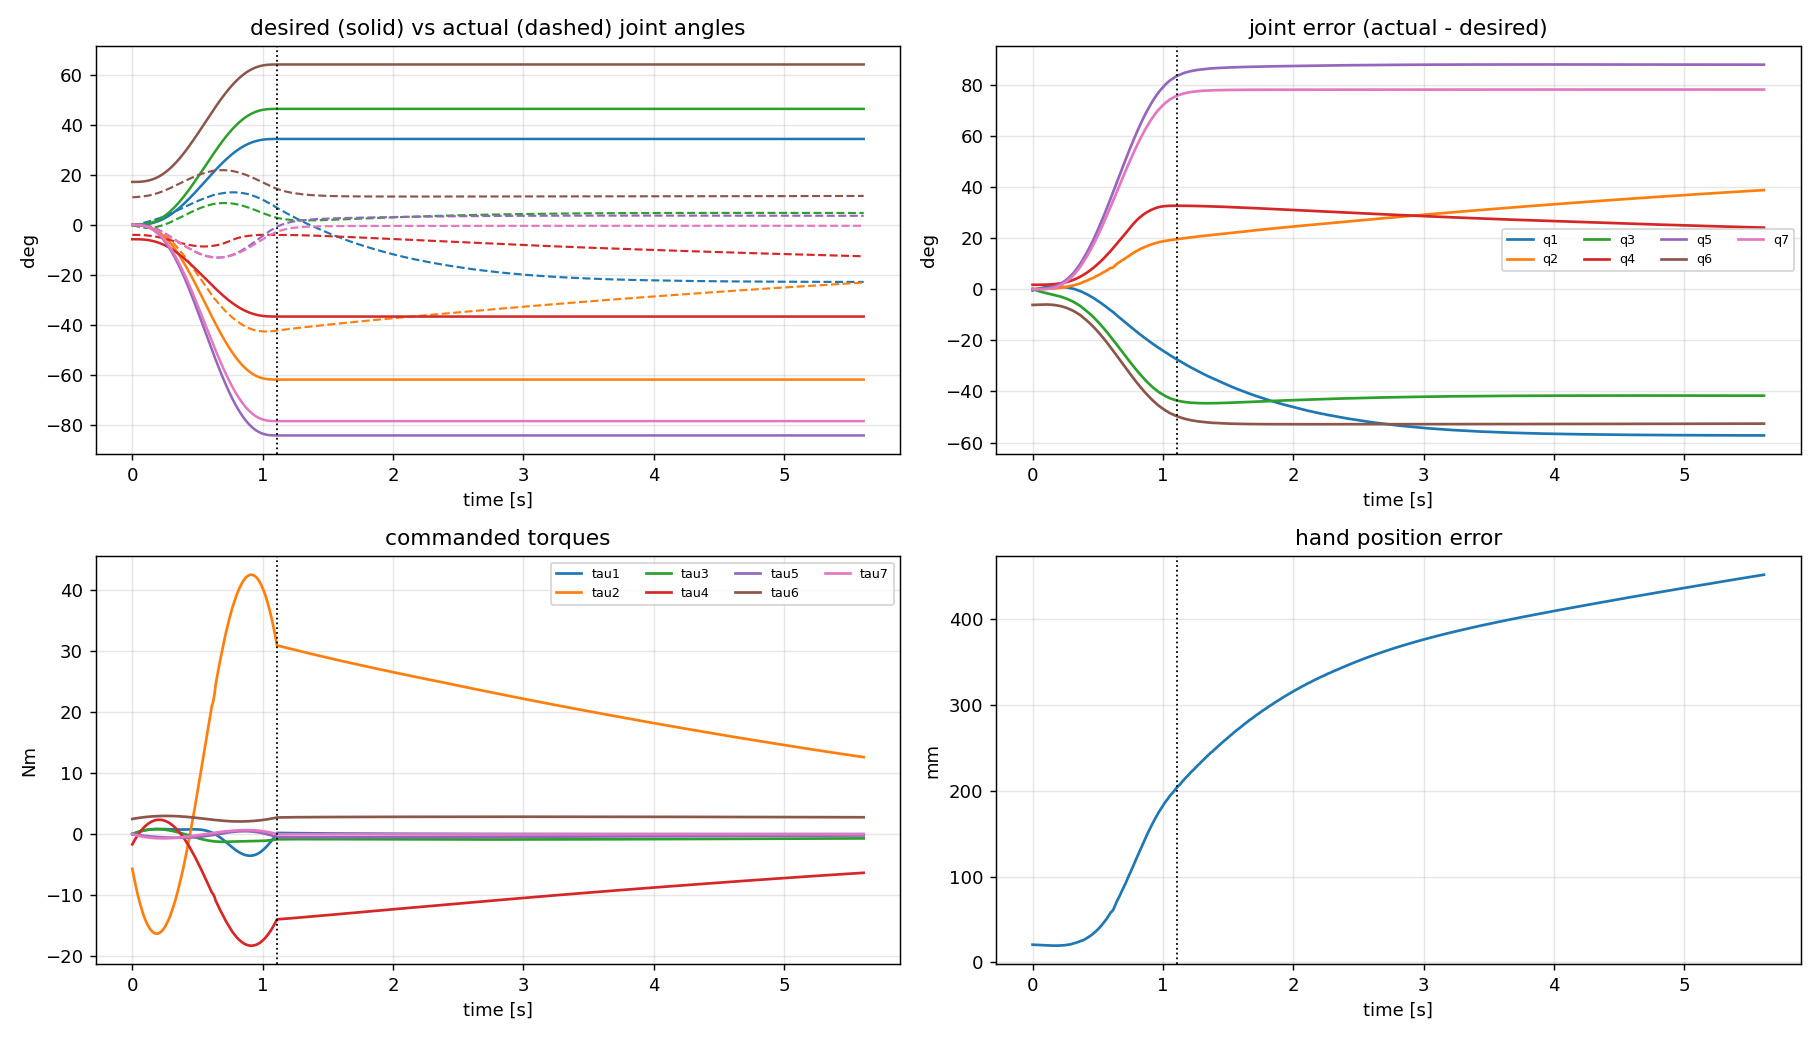 desired (solid) vs actual (dashed) joint angles
deg
60
40
20
0
−20
−40
−60
−80
0 1 2 3 4 5
time [s]
joint error (actual - desired)
deg
80
60
40
20
0
−20
−40
−60
q1 q3 q5 q7
q2 q4 q6
0 1 2 3 4 5
time [s]
commanded torques
Nm
40
30
20
10
0
−10
−20
tau1 tau3 tau5 tau7
tau2 tau4 tau6
0 1 2 3 4 5
time [s]
hand position error
mm
400
300
200
100
0
0 1 2 3 4 5
time [s]